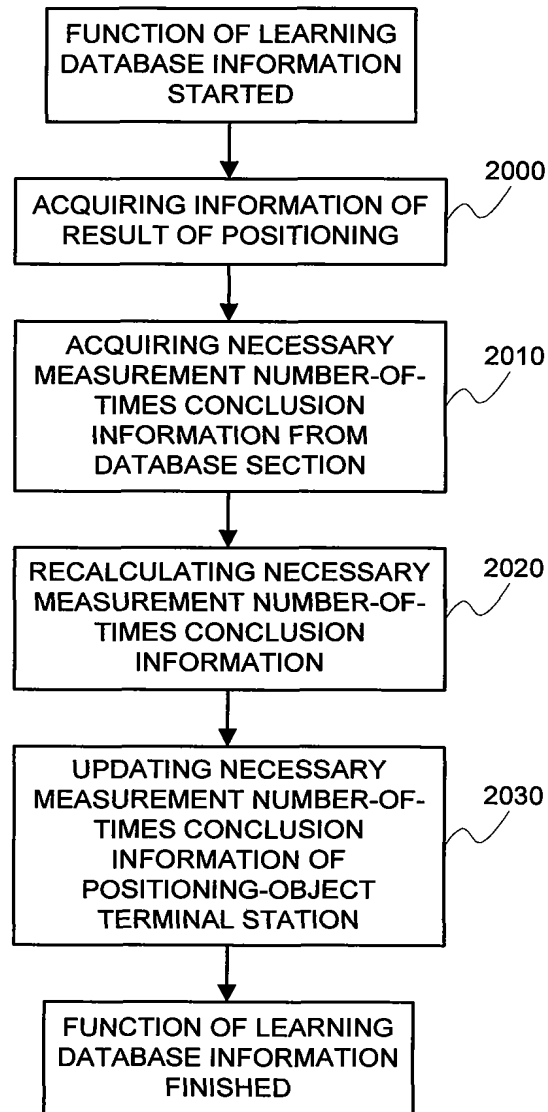 FUNCTION OF LEARNING
DATABASE INFORMATION
STARTED
2000
ACQUIRING INFORMATION OF
RESULT OF POSITIONING
2010
ACQUIRING NECESSARY
MEASUREMENT NUMBER-OF-
TIMES CONCLUSION
INFORMATION FROM
DATABASE SECTION
2020
RECALCULATING NECESSARY
MEASUREMENT NUMBER-OF-
TIMES CONCLUSION
INFORMATION
2030
UPDATING NECESSARY
MEASUREMENT NUMBER-OF-
TIMES CONCLUSION
INFORMATION OF
POSITIONING-OBJECT
TERMINAL STATION
FUNCTION OF LEARNING
DATABASE INFORMATION
FINISHED